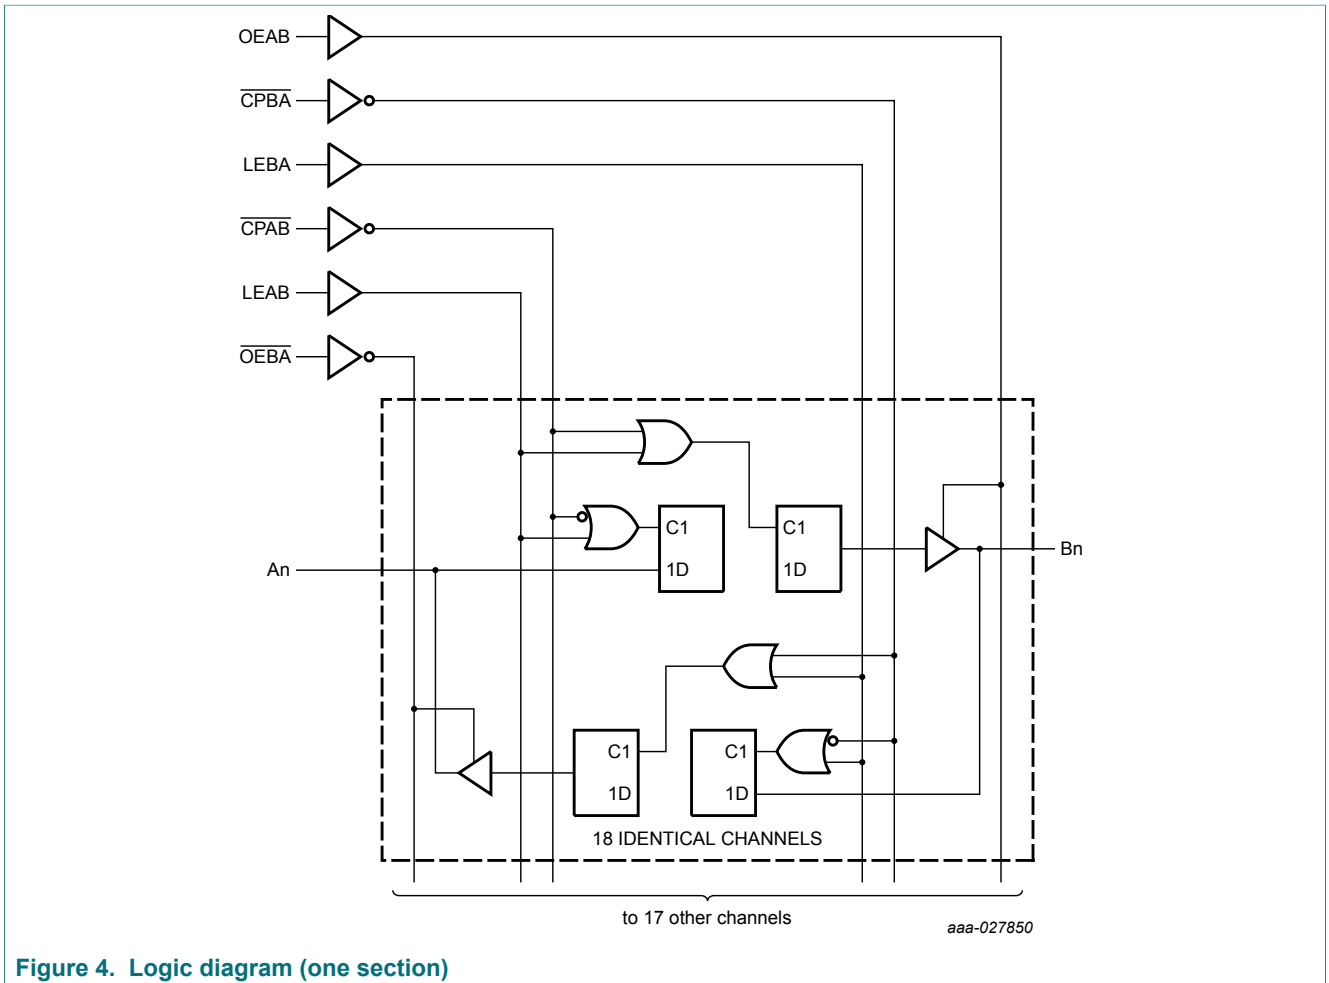 OEAB
CPBA
LEBA
CPAB
LEAB
OEBA
C1
C1
1D
1D
An
Bn
C1
C1
1D
1D
18 IDENTICAL CHANNELS
to 17 other channels
aaa-027850
Figure 4. Logic diagram (one section)